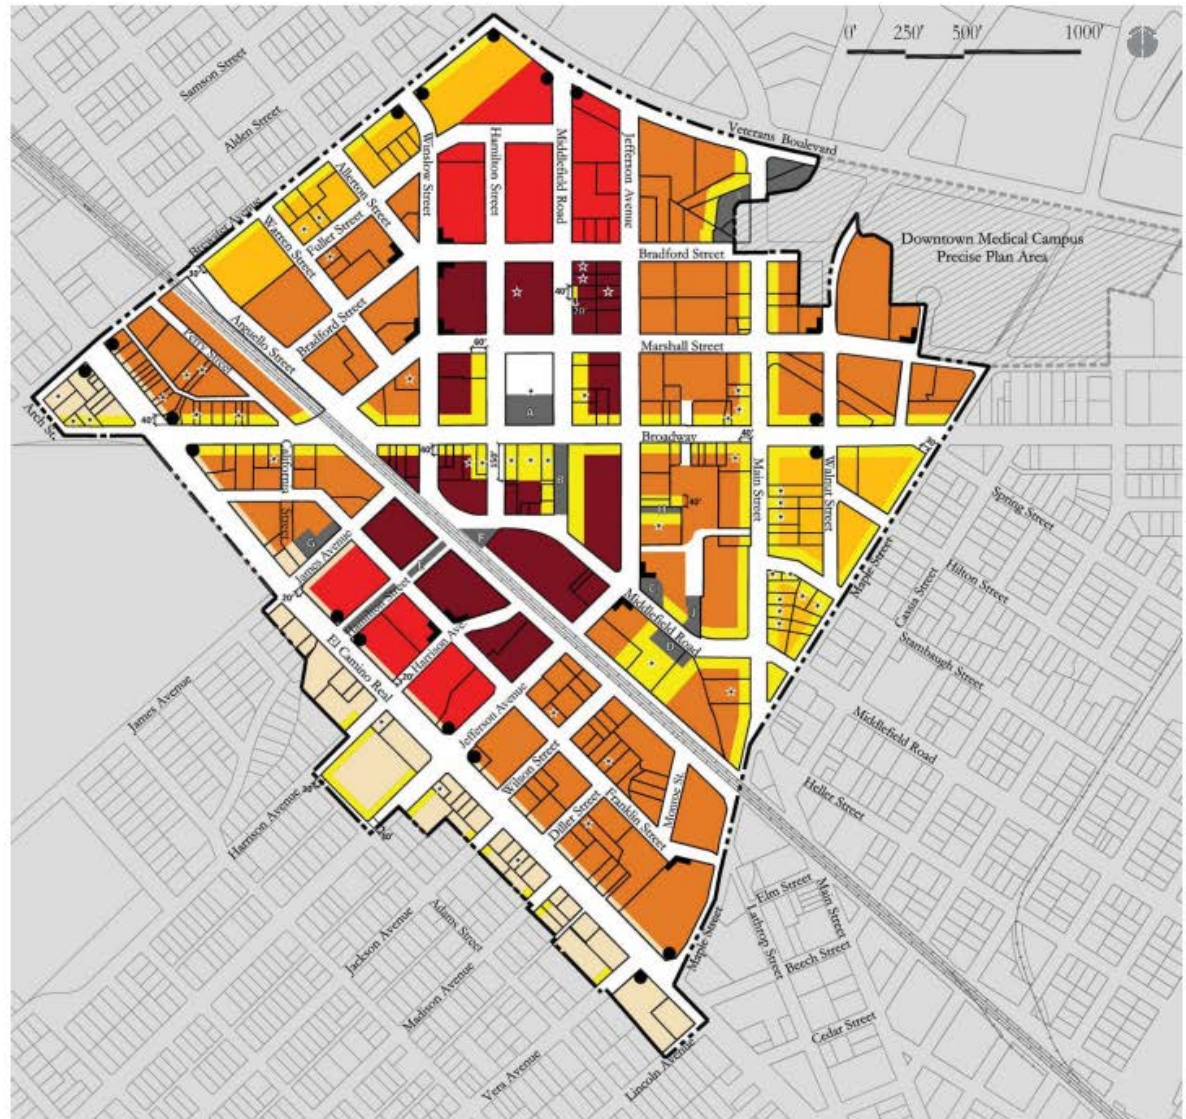 0' 250' 500' 1000'
Samson Street
Alden Street
Veterans Boulevard
Winslow Street
Hamilton Street
Middlefield Road
Jefferson Avenue
Allerton Street
Fuller Street
Brewster Avenue
Warren Street
Bradford Street
Downtown Medical Campus
Precise Plan Area
40'
20'
Arguello Street
Bradford Street
Perry Street
Marshall Street
60'
Arch St.
40'
A
Broadway
40'
California Street
60'
150'
B
Main Street
Walnut Street
40'
H
Spring Street
G
F
James Avenue
Hilton Street
Maple Street
Cassia Street
20'
Hamilton Street
C
J
Middlefield Road
D
Stambaugh Street
El Camino Real
Harrison Ave.
James Avenue
Jefferson Avenue
Middlefield Road
Wilson Street
Monroe St.
Heller Street
Harrison Avenue
Diller Street
Franklin Street
Elm Street
Main Street
Lathrop Street
Adams Street
Maple Street
Beech Street
Jackson Avenue
Madison Avenue
Cedar Street
Vera Avenue
Lincoln Avenue